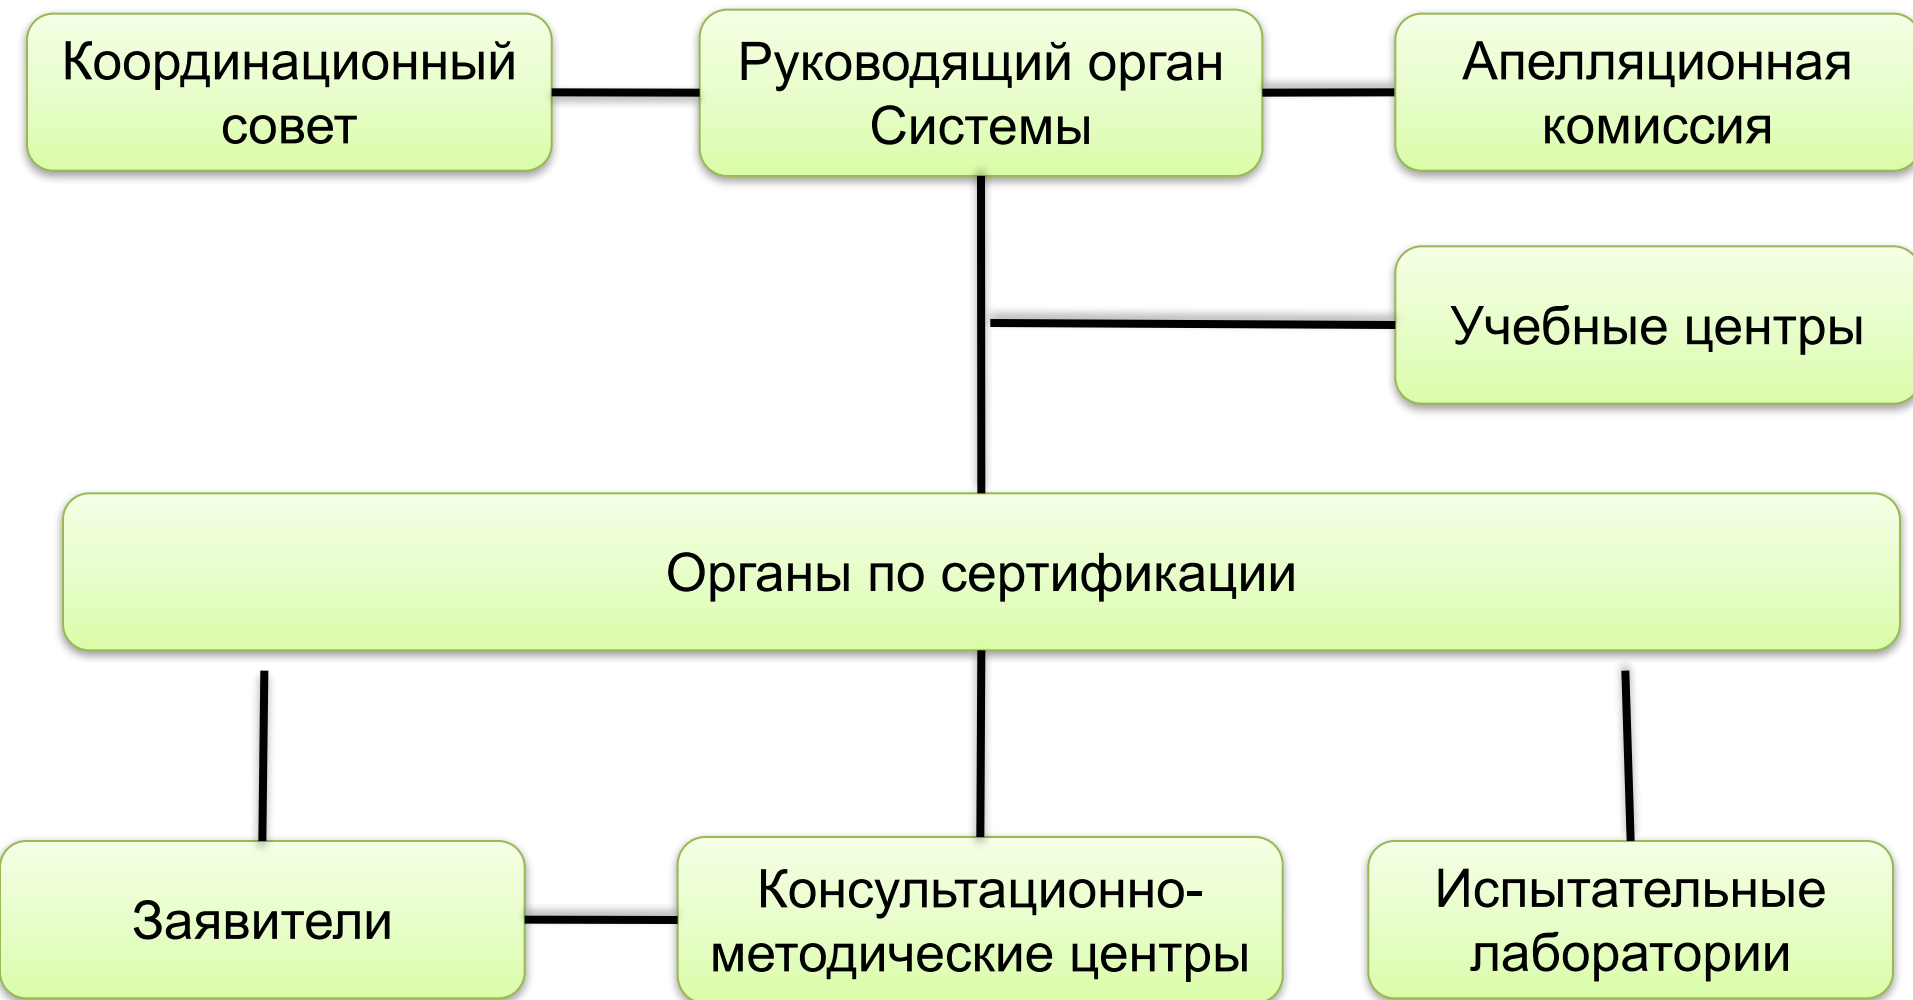 Координационный
совет
Руководящий орган
Системы
Апелляционная
комиссия
Учебные центры
Органы по сертификации
Заявители
Консультационно-
методические центры
Испытательные
лаборатории